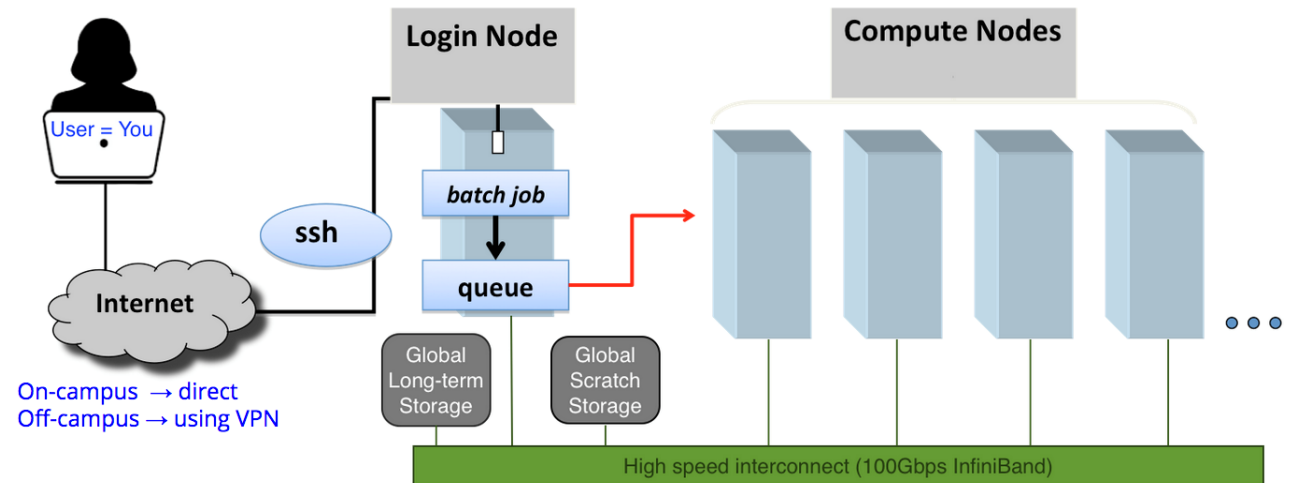 Login Node
Compute Nodes
User = You
batch job
ssh
queue
Internet
On-campus → direct
Off-campus → using VPN
Global
Long-term
Storage
Global
Scratch
Storage
High speed interconnect (100Gbps InfiniBand)